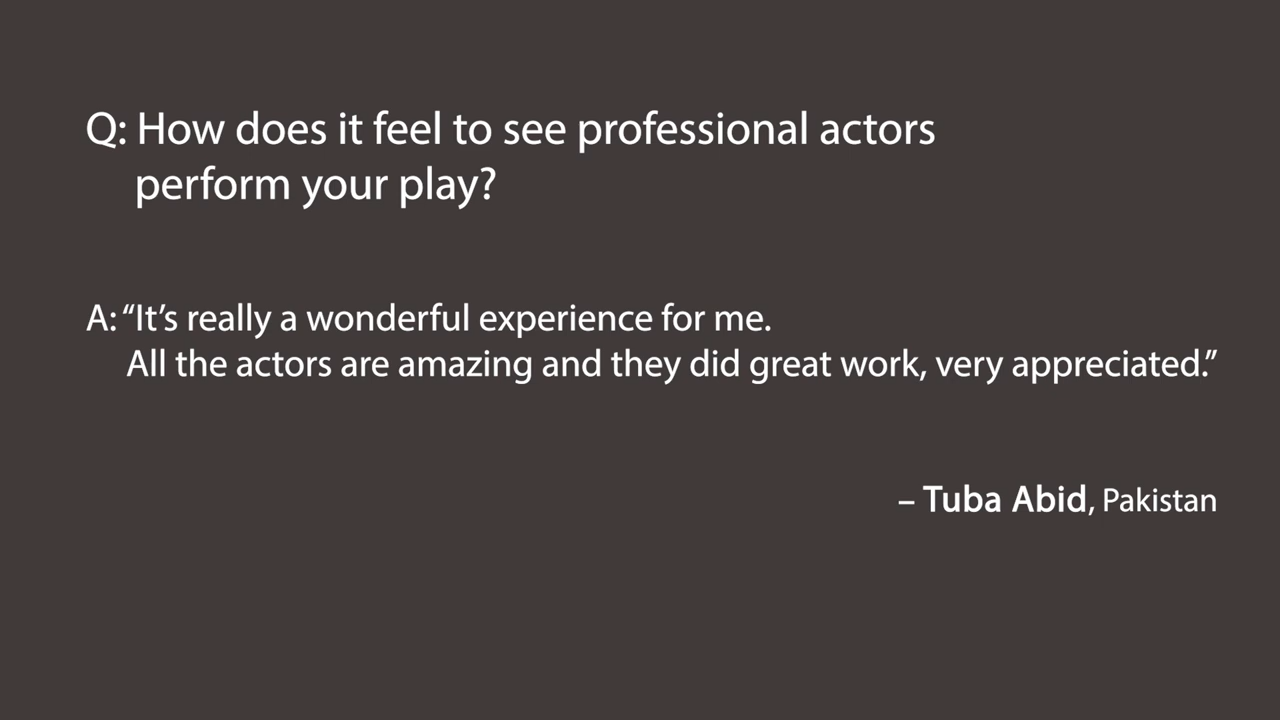 Q: How does it feel to see professional actors
perform your play?
A: “It’s really a wonderful experience for me.
All the actors are amazing and they did great work, very appreciated.”
– Tuba Abid, Pakistan